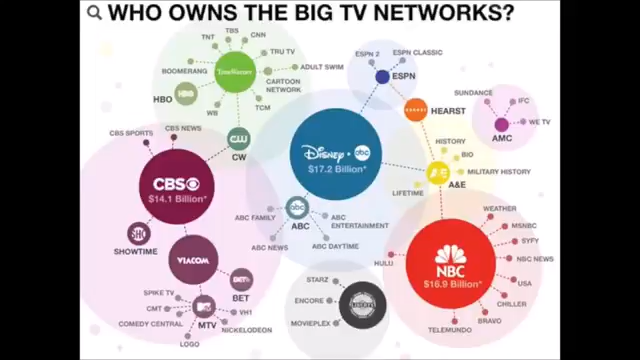 WHO OWNS THE BIG TV NETWORKS?
TBS
CNN
TNT
TRU TV
BOOMERANG
TimeWarner
ADULT SWIM
CARTOON
NETWORK
HBO
HBO
WB
TCM
CW
CW
ESPN 2
ESPN CLASSIC
ESPN
HEARST
SUNDANCE
IFC
WE TV
AMC
CBS SPORTS
CBS NEWS
CBS
$14.1 Billion*
DISNEY • abc
$17.2 Billion*
HISTORY
BIO
MILITARY HISTORY
A&E
A&E
LIFETIME
abc
ABC
ABC FAMILY
ABC
ENTERTAINMENT
ABC NEWS
ABC DAYTIME
SHO
SHOWTIME
VIACOM
BET
BET
SPIKE TV
CMT
COMEDY CENTRAL
LOGO
MTV
VH1
NICKELODEON
STARZ
ENCORE
MOVIEPLEX
WEATHER
MSNBC
SYFY
HULU
NBC
$16.9 Billion*
USA
CHILLER
BRAVO
TELEMUNDO